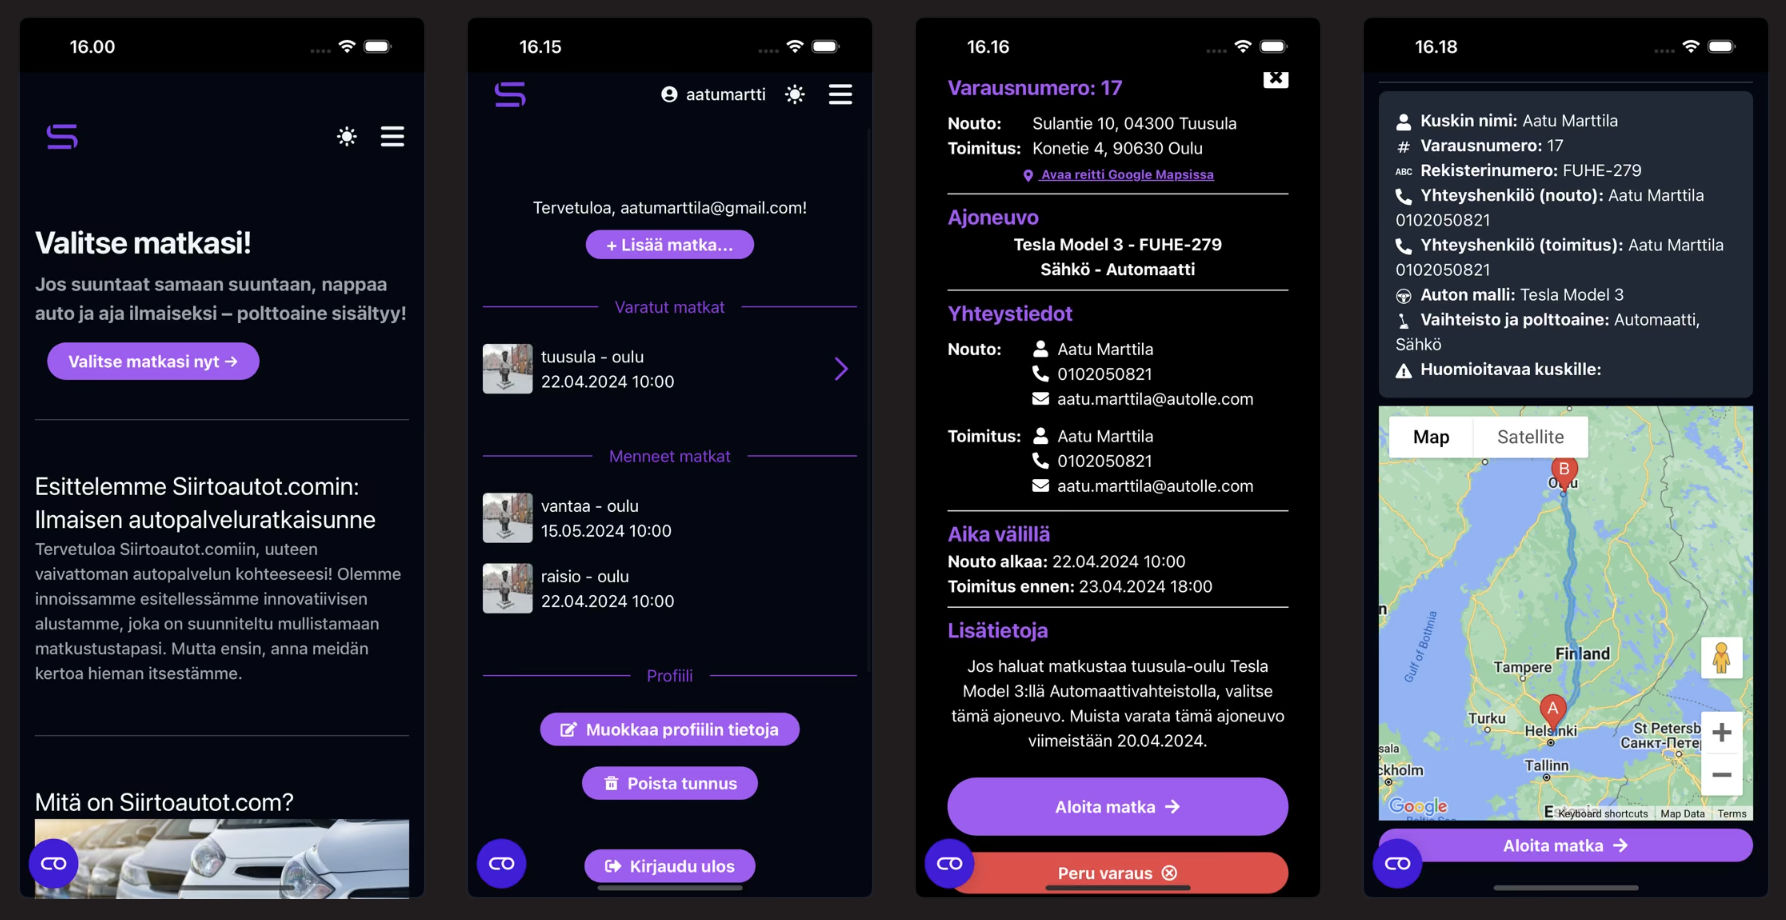 16.00
Valitse matkasi!
Jos suuntaat samaan suuntaan, nappaa
auto ja aja ilmaiseksi – polttoaine sisältyy!
Valitse matkasi nyt →
Esittelemme Siirtoautot.comin:
Ilmaisen autopalveluratkaisunne
Tervetuloa Siirtoautot.comiin, uuteen
vaivattoman autopalvelun kohteeseesi! Olemme
innoissamme esitellessämme innovatiivisen
alustamme, joka on suunniteltu mullistamaan
matkustustapasi. Mutta ensin, anna meidän
kertoa hieman itsestämme.
Mitä on Siirtoautot.com?
16.15
aatumartti
Tervetuloa, aatumarttila@gmail.com!
+ Lisää matka...
Varatut matkat
tuusula - oulu
22.04.2024 10:00
Menneet matkat
vantaa - oulu
15.05.2024 10:00
raisio - oulu
22.04.2024 10:00
Profiili
Muokkaa profiilin tietoja
Poista tunnus
Kirjaudu ulos
16.16
Varausnumero: 17
Nouto: Sulantie 10, 04300 Tuusula
Toimitus: Konetie 4, 90630 Oulu
Avaa reitti Google Mapsissa
Ajoneuvo
Tesla Model 3 - FUHE-279
Sähkö - Automaatti
Yhteystiedot
Nouto: Aatu Marttila
0102050821
aatu.marttila@autolle.com
Toimitus: Aatu Marttila
0102050821
aatu.marttila@autolle.com
Aika välillä
Nouto alkaa: 22.04.2024 10:00
Toimitus ennen: 23.04.2024 18:00
Lisätietoja
Jos haluat matkustaa tuusula-oulu Tesla
Model 3:llä Automaattivahteistolla, valitse
tämä ajoneuvo. Muista varata tämä ajoneuvo
viimeistään 20.04.2024.
Aloita matka →
Peru varaus
16.18
Kuskin nimi: Aatu Marttila
# Varausnumero: 17
ABC Rekisterinumero: FUHE-279
Yhteyshenkilö (nouto): Aatu Marttila
0102050821
Yhteyshenkilö (toimitus): Aatu Marttila
0102050821
Auton malli: Tesla Model 3
Vaihteisto ja polttoaine: Automaatti,
Sähkö
Huomioitavaa kuskille:
Map Satellite
B
Oulu
Gulf of Bothnia
Finland
Tampere
A
Turku
Helsinki
St Petersb
Санкт-Пете
sala
ckholm
Tallinn
Google
Keyboard shortcuts Map Data Terms
Aloita matka →